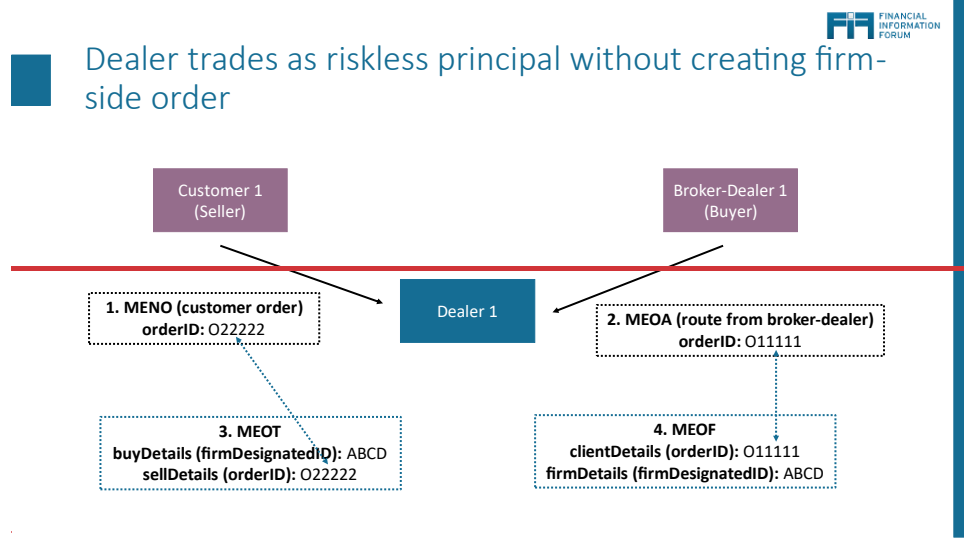 FIF FINANCIAL
INFORMATION
FORUM
Dealer trades as riskless principal without creating firm-
side order
Customer 1
(Seller)
Broker-Dealer 1
(Buyer)
Dealer 1
1. MENO (customer order)
orderID: O22222
2. MEOA (route from broker-dealer)
orderID: O11111
3. MEOT
buyDetails (firmDesignatedID): ABCD
sellDetails (orderID): O22222
4. MEOF
clientDetails (orderID): O11111
firmDetails (firmDesignatedID): ABCD